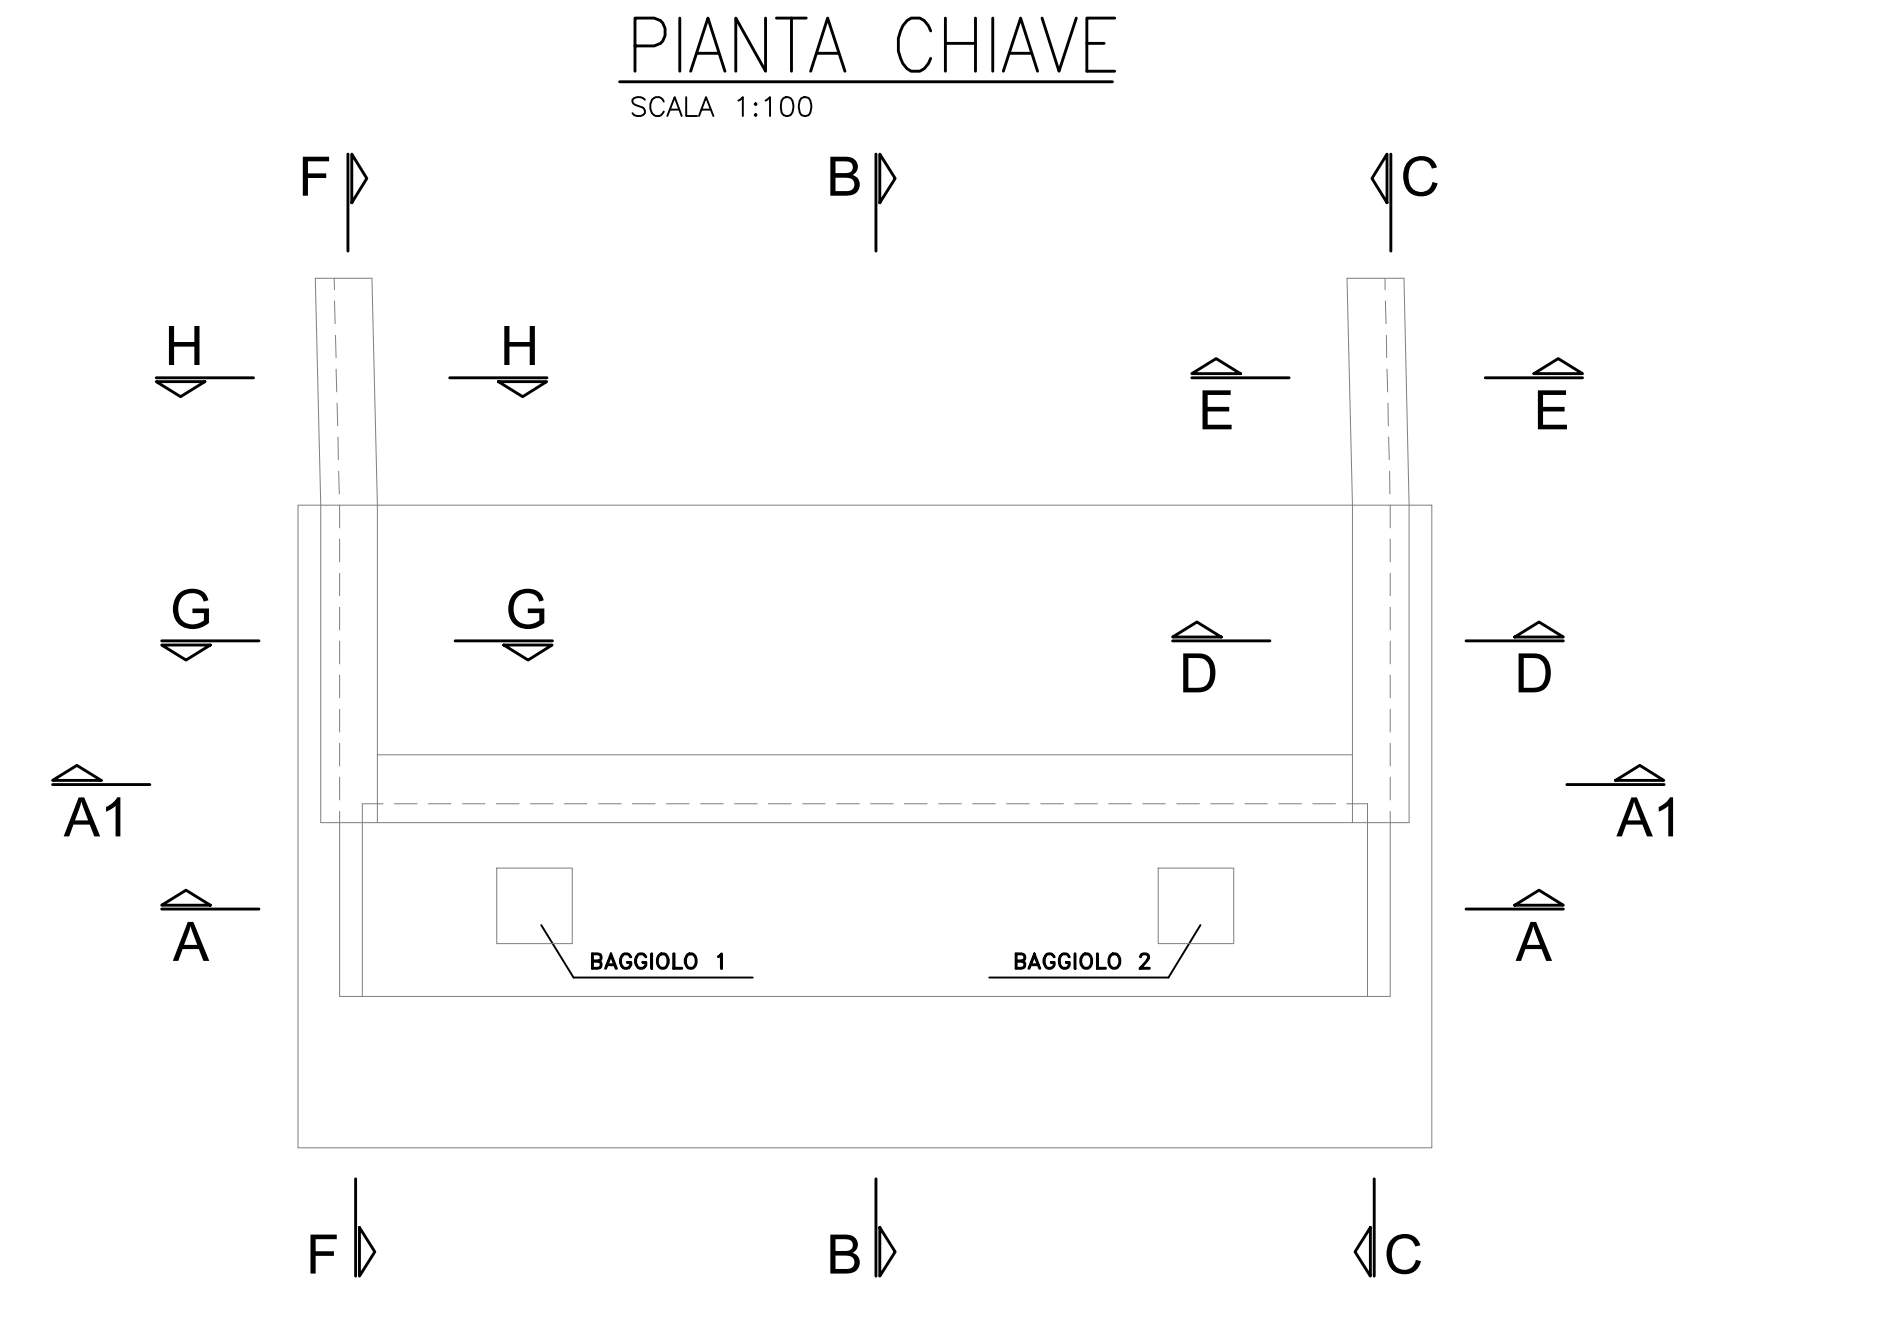 PIANTA CHIAVE
SCALA 1:100
F B C
H H E E
G G D D
A1 A1
A A
BAGGIOLO 1 BAGGIOLO 2
F B C